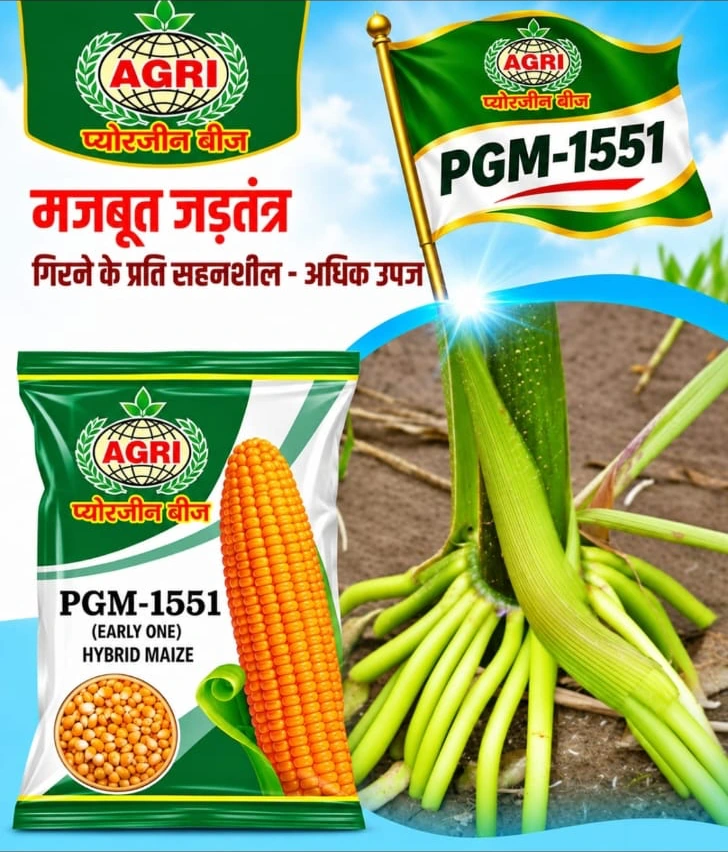 AGRI
प्योरजीन बीज
AGRI
प्योरजीन बीज
PGM-1551
मजबूत जड़तंत्र
गिरने के प्रति सहनशील - अधिक उपज
AGRI
प्योरजीन बीज
PGM-1551
(EARLY ONE)
HYBRID MAIZE